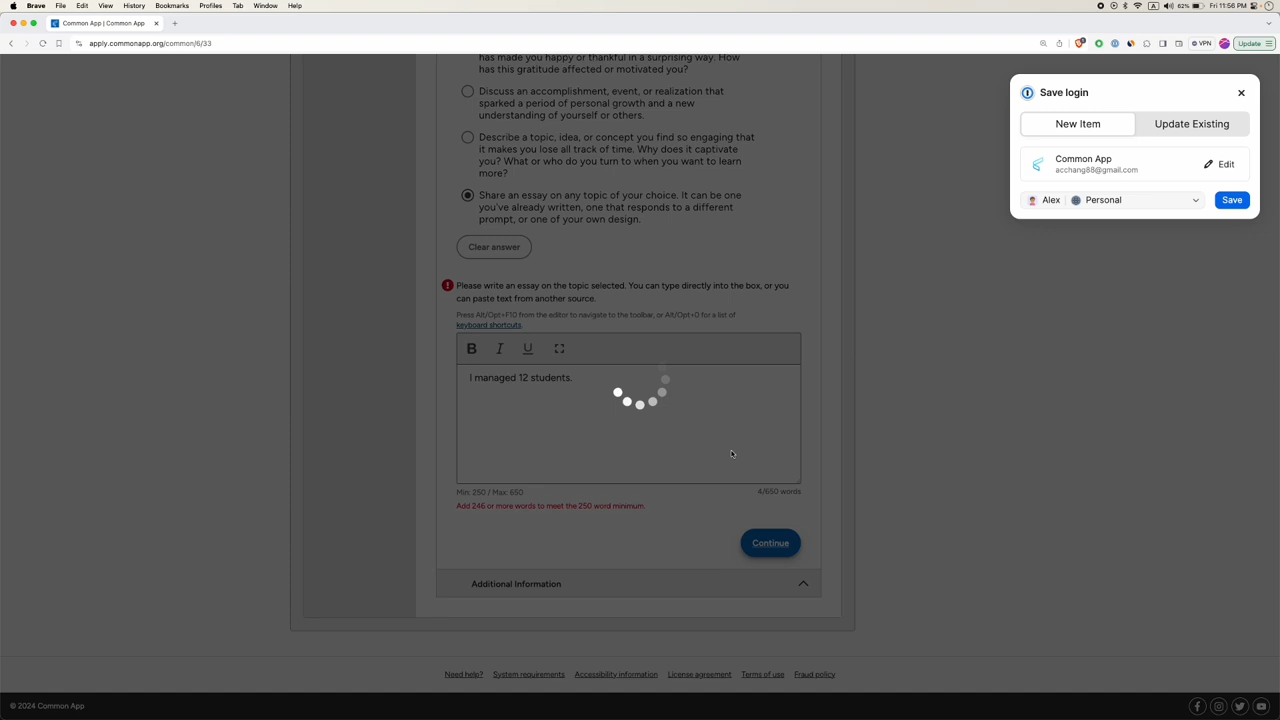 Brave File Edit View History Bookmarks Profiles Tab Window Help
A 62% Fri 11:56 PM
Common App | Common App
apply.commonapp.org/common/6/33
VPN
Update
has made you happy or thankful in a surprising way. How
has this gratitude affected or motivated you?
Discuss an accomplishment, event, or realization that
sparked a period of personal growth and a new
understanding of yourself or others.
Describe a topic, idea, or concept you find so engaging that
it makes you lose all track of time. Why does it captivate
you? What or who do you turn to when you want to learn
more?
Share an essay on any topic of your choice. It can be one
you've already written, one that responds to a different
prompt, or one of your own design.
Clear answer
Please write an essay on the topic selected. You can type directly into the box, or you
can paste text from another source.
Press Alt/Opt+F10 from the editor to navigate to the toolbar, or Alt/Opt+0 for a list of
keyboard shortcuts.
B I U
I managed 12 students.
Min: 250 / Max: 650
4/650 words
Add 246 or more words to meet the 250 word minimum.
Continue
Additional Information
Save login
New Item
Update Existing
Common App
acchang88@gmail.com
Edit
Alex
Personal
Save
Need help? System requirements Accessibility information License agreement Terms of use Fraud policy
© 2024 Common App